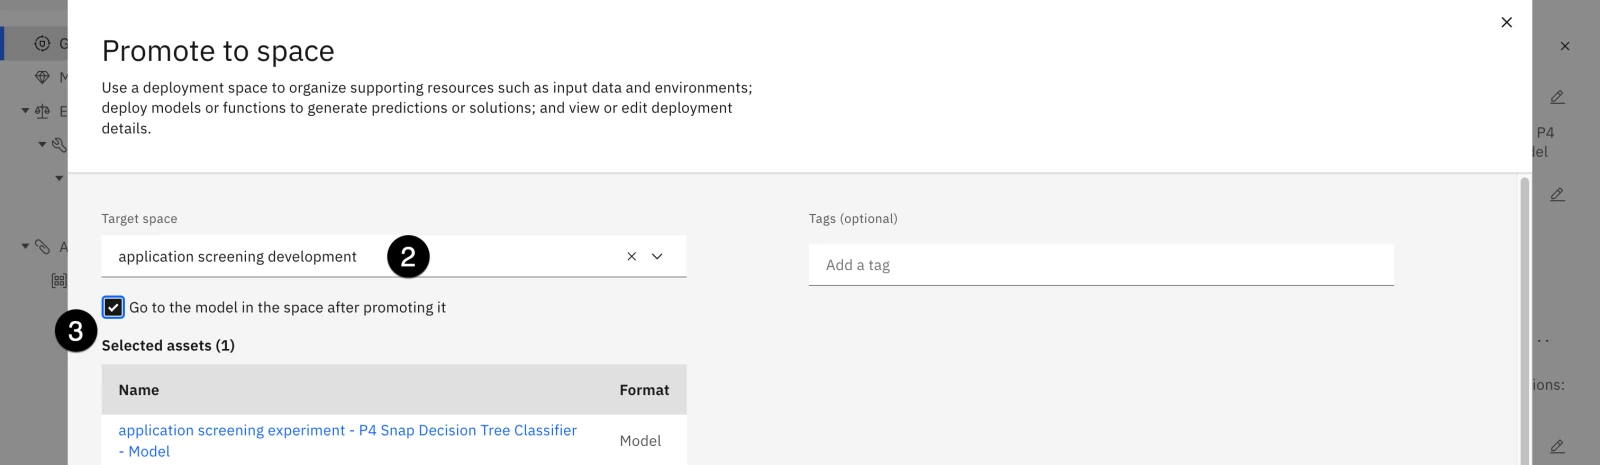 Promote to space
Use a deployment space to organize supporting resources such as input data and environments;
deploy models or functions to generate predictions or solutions; and view or edit deployment
details.
Target space
Tags (optional)
application screening development
2
Add a tag
Go to the model in the space after promoting it
3
Selected assets (1)
Name Format
application screening experiment - P4 Snap Decision Tree Classifier
- Model
Model
G
M
E
A
P4
del
ions: